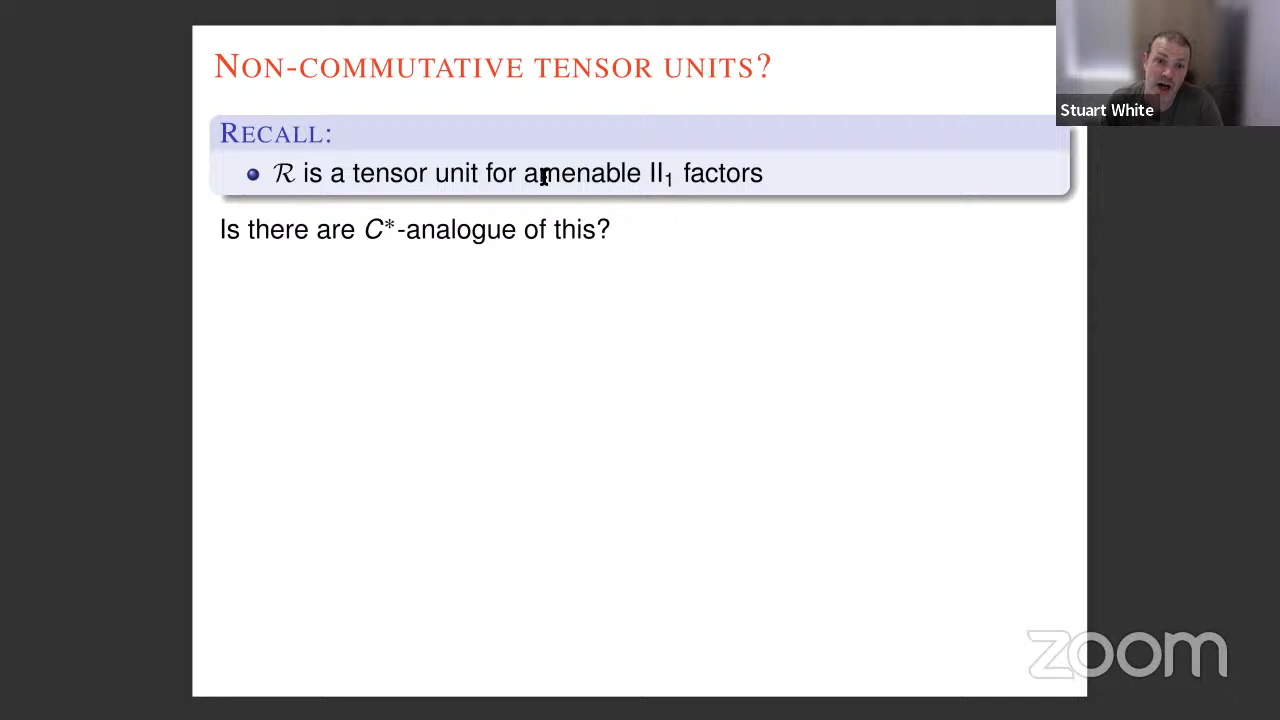 NON-COMMUTATIVE TENSOR UNITS?
Stuart White
RECALL:
R is a tensor unit for amenable II₁ factors
Is there are C*-analogue of this?
zoom